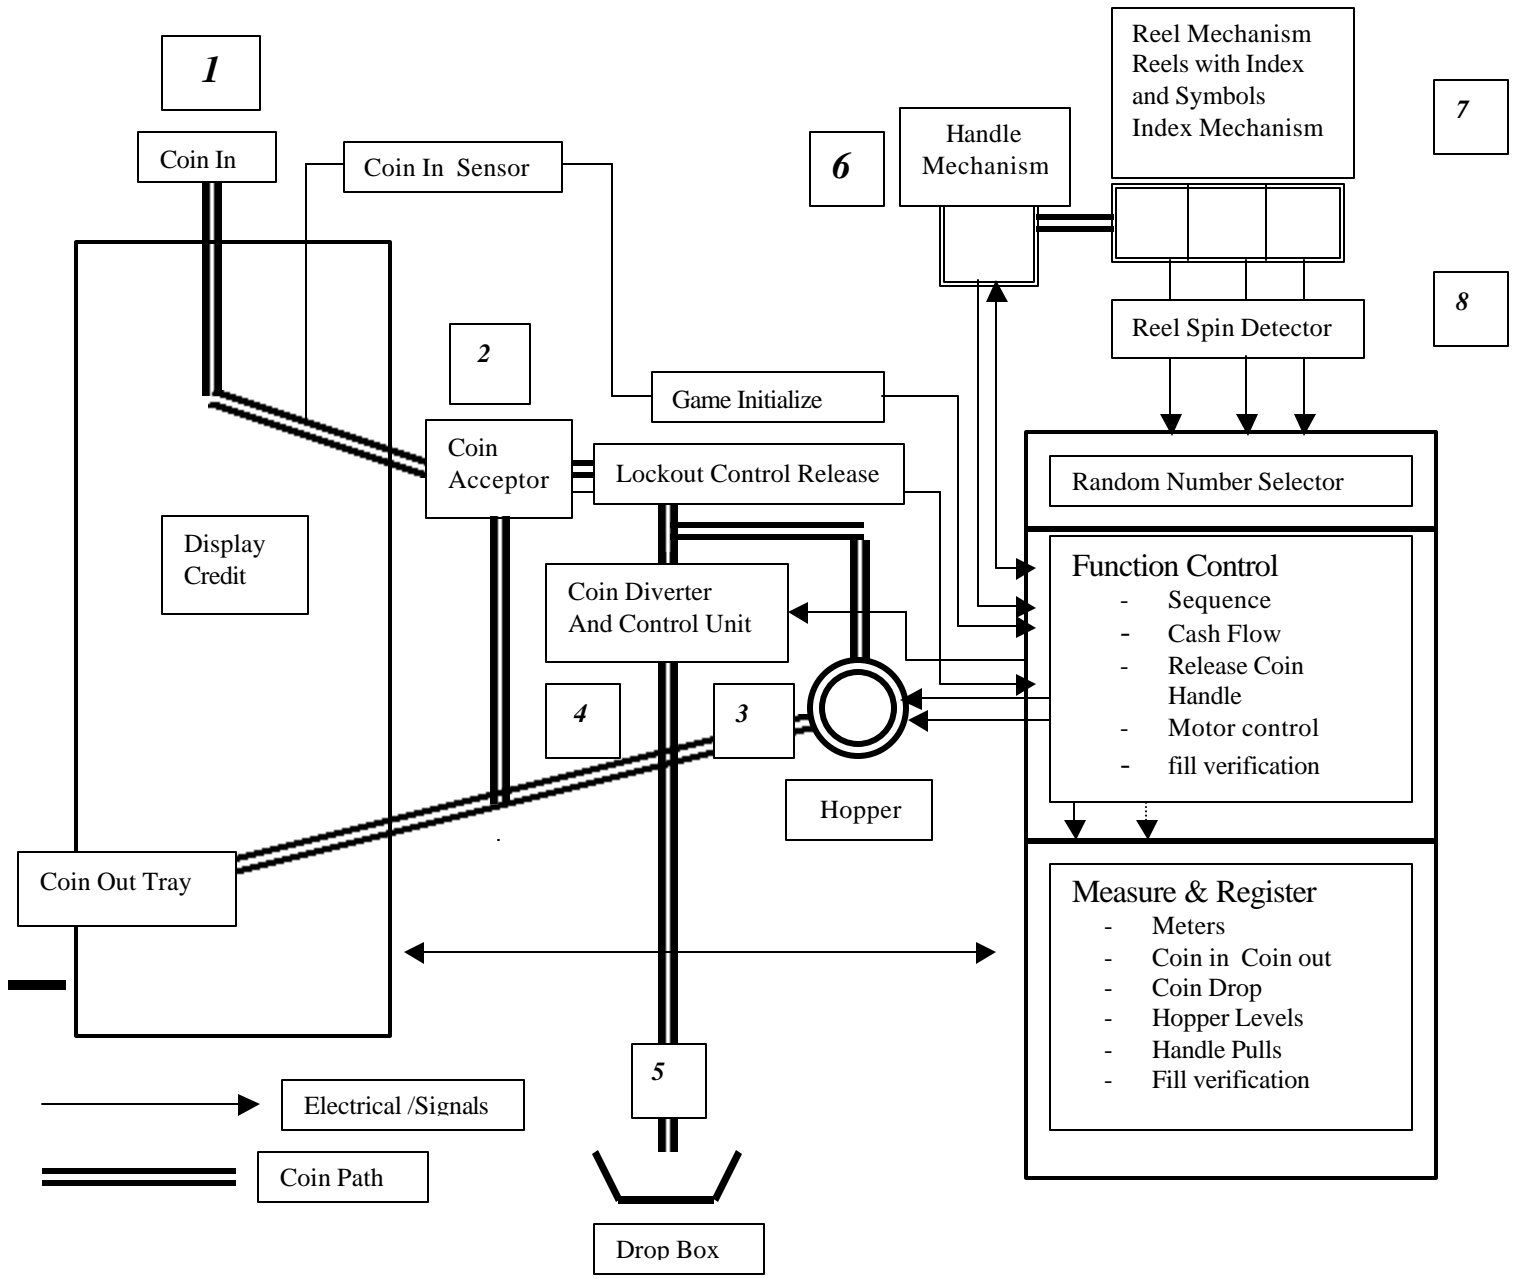 1
Coin In
Coin In Sensor
6
Handle
Mechanism
Reel Mechanism
Reels with Index
and Symbols
Index Mechanism
7
8
Reel Spin Detector
2
Game Initialize
Coin
Acceptor
Lockout Control Release
Random Number Selector
Display
Credit
Coin Diverter
And Control Unit
Function Control
- Sequence
- Cash Flow
- Release Coin
Handle
- Motor control
- fill verification
4
3
Hopper
Coin Out Tray
Measure & Register
- Meters
- Coin in Coin out
- Coin Drop
- Hopper Levels
- Handle Pulls
- Fill verification
5
Electrical /Signals
Coin Path
Drop Box